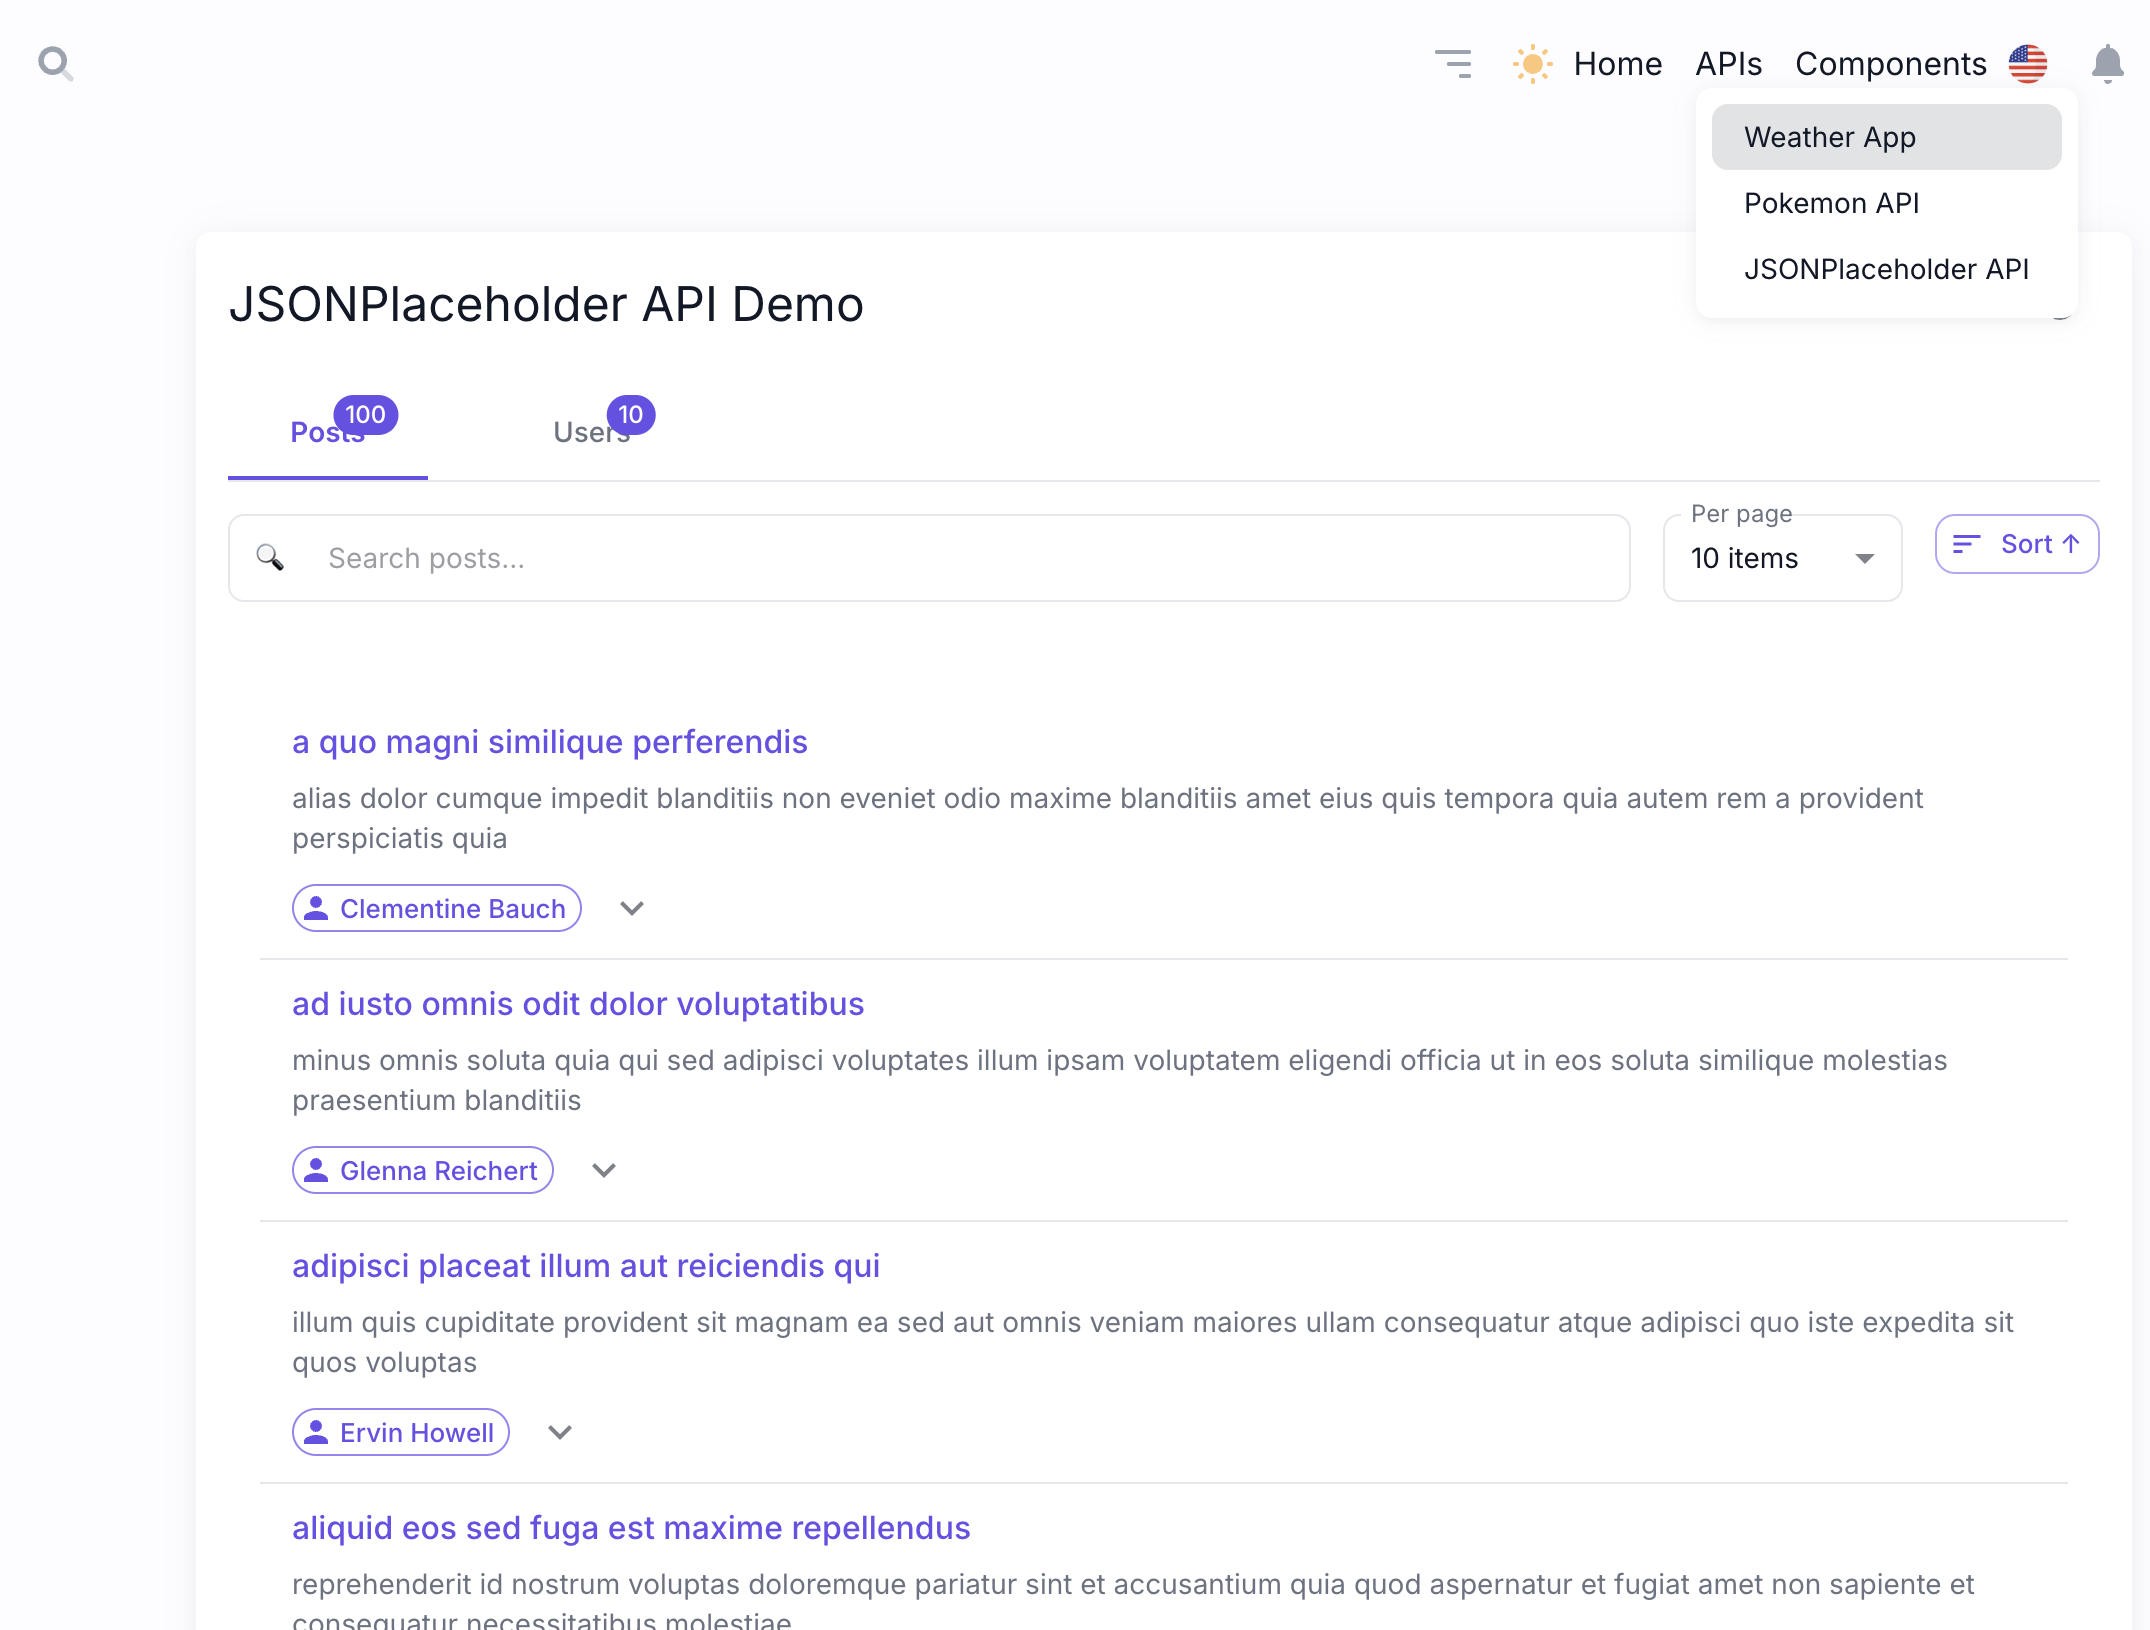 Home APIs Components
Weather App
Pokemon API
JSONPlaceholder API
JSONPlaceholder API Demo
Posts 100 Users 10
Per page
Search posts... 10 items Sort ↑
a quo magni similique perferendis
alias dolor cumque impedit blanditiis non eveniet odio maxime blanditiis amet eius quis tempora quia autem rem a provident
perspiciatis quia
Clementine Bauch
ad iusto omnis odit dolor voluptatibus
minus omnis soluta quia qui sed adipisci voluptates illum ipsam voluptatem eligendi officia ut in eos soluta similique molestias
praesentium blanditiis
Glenna Reichert
adipisci placeat illum aut reiciendis qui
illum quis cupiditate provident sit magnam ea sed aut omnis veniam maiores ullam consequatur atque adipisci quo iste expedita sit
quos voluptas
Ervin Howell
aliquid eos sed fuga est maxime repellendus
reprehenderit id nostrum voluptas doloremque pariatur sint et accusantium quia quod aspernatur et fugiat amet non sapiente et
consequatur necessitatibus molestiae